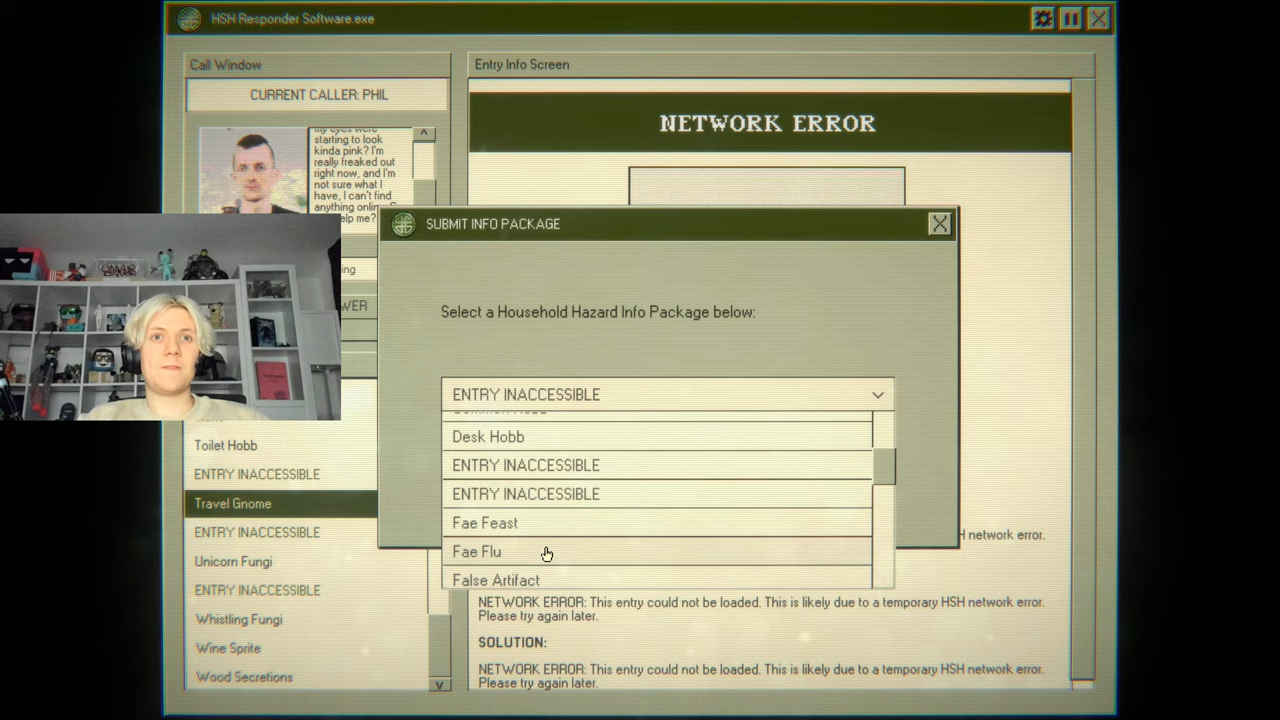 HSH Responder Software.exe
Call Window
CURRENT CALLER: PHIL
my eyes were
starting to look
kinda pink? I'm
really freaked out
right now, and I'm
not sure what I
have, I can't find
anything onlin
elp me?
ing
WER
Toilet Hobb
ENTRY INACCESSIBLE
Travel Gnome
ENTRY INACCESSIBLE
Unicorn Fungi
ENTRY INACCESSIBLE
Whistling Fungi
Wine Sprite
Wood Secretions
Entry Info Screen
NETWORK ERROR
SUBMIT INFO PACKAGE
Select a Household Hazard Info Package below:
ENTRY INACCESSIBLE
Desk Hobb
ENTRY INACCESSIBLE
ENTRY INACCESSIBLE
Fae Feast
Fae Flu
False Artifact
H network error.
NETWORK ERROR: This entry could not be loaded. This is likely due to a temporary HSH network error.
Please try again later.
SOLUTION:
NETWORK ERROR: This entry could not be loaded. This is likely due to a temporary HSH network error.
Please try again later.